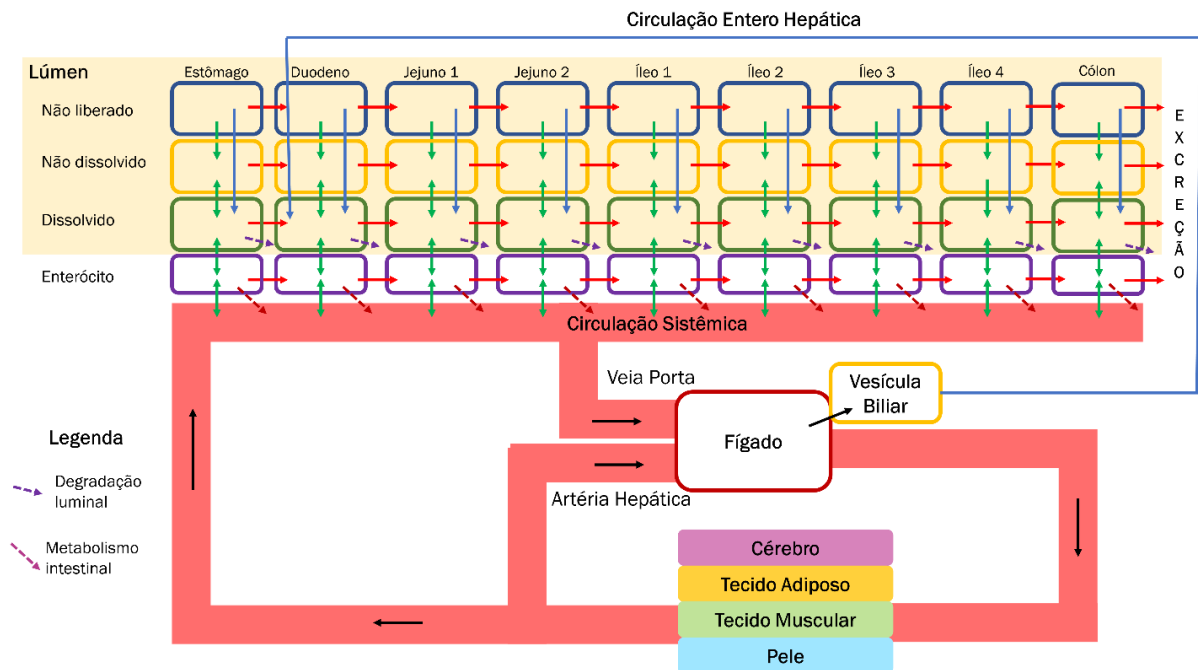 Circulação Entero Hepática
Lúmen
Estômago
Duodeno
Jejuno 1
Jejuno 2
Íleo 1
Íleo 2
Íleo 3
Íleo 4
Cólon
Não liberado
Não dissolvido
Dissolvido
Enterócito
EXCREÇÃO
Circulação Sistêmica
Veia Porta
Vesícula
Biliar
Fígado
Artéria Hepática
Legenda
Degradação
luminal
Metabolismo
intestinal
Cérebro
Tecido Adiposo
Tecido Muscular
Pele